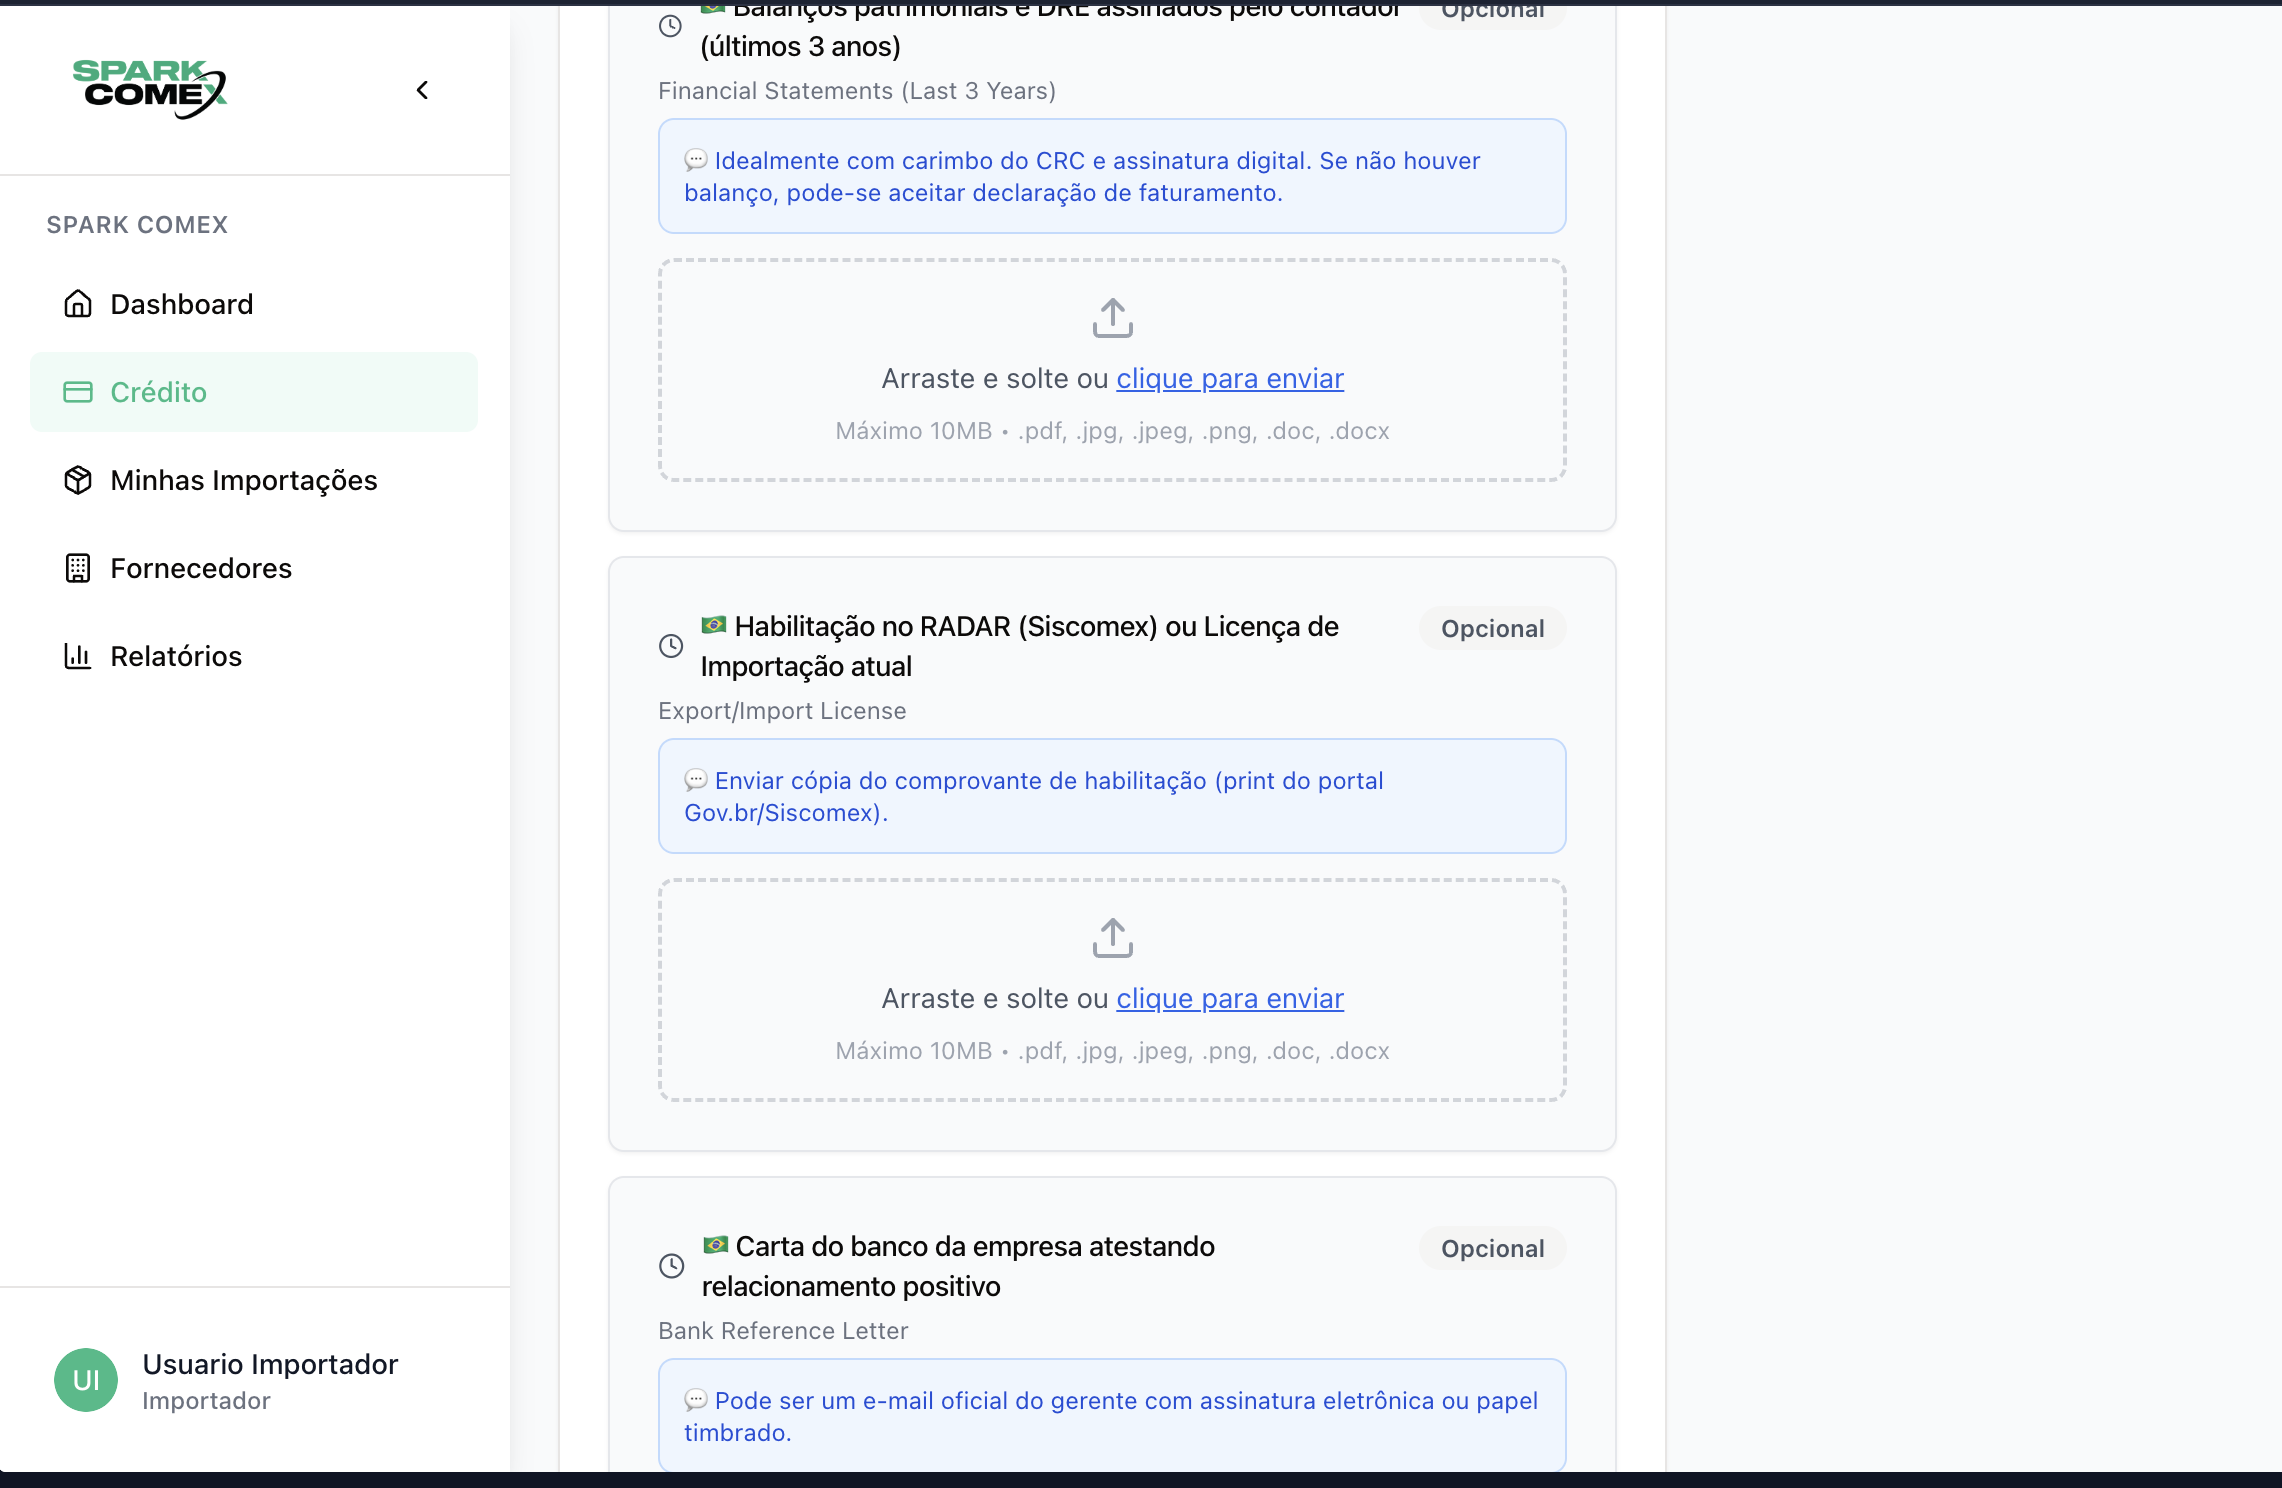 SPARK
COMEX
SPARK COMEX
Dashboard
Crédito
Minhas Importações
Fornecedores
Relatórios
UI
Usuario Importador
Importador
Balanços patrimoniais e DRE assinados pelo contador
(últimos 3 anos)
Opcional
Financial Statements (Last 3 Years)
Idealmente com carimbo do CRC e assinatura digital. Se não houver
balanço, pode-se aceitar declaração de faturamento.
Arraste e solte ou clique para enviar
Máximo 10MB • .pdf, .jpg, .jpeg, .png, .doc, .docx
Habilitação no RADAR (Siscomex) ou Licença de
Importação atual
Opcional
Export/Import License
Enviar cópia do comprovante de habilitação (print do portal
Gov.br/Siscomex).
Arraste e solte ou clique para enviar
Máximo 10MB • .pdf, .jpg, .jpeg, .png, .doc, .docx
Carta do banco da empresa atestando
relacionamento positivo
Opcional
Bank Reference Letter
Pode ser um e-mail oficial do gerente com assinatura eletrônica ou papel
timbrado.